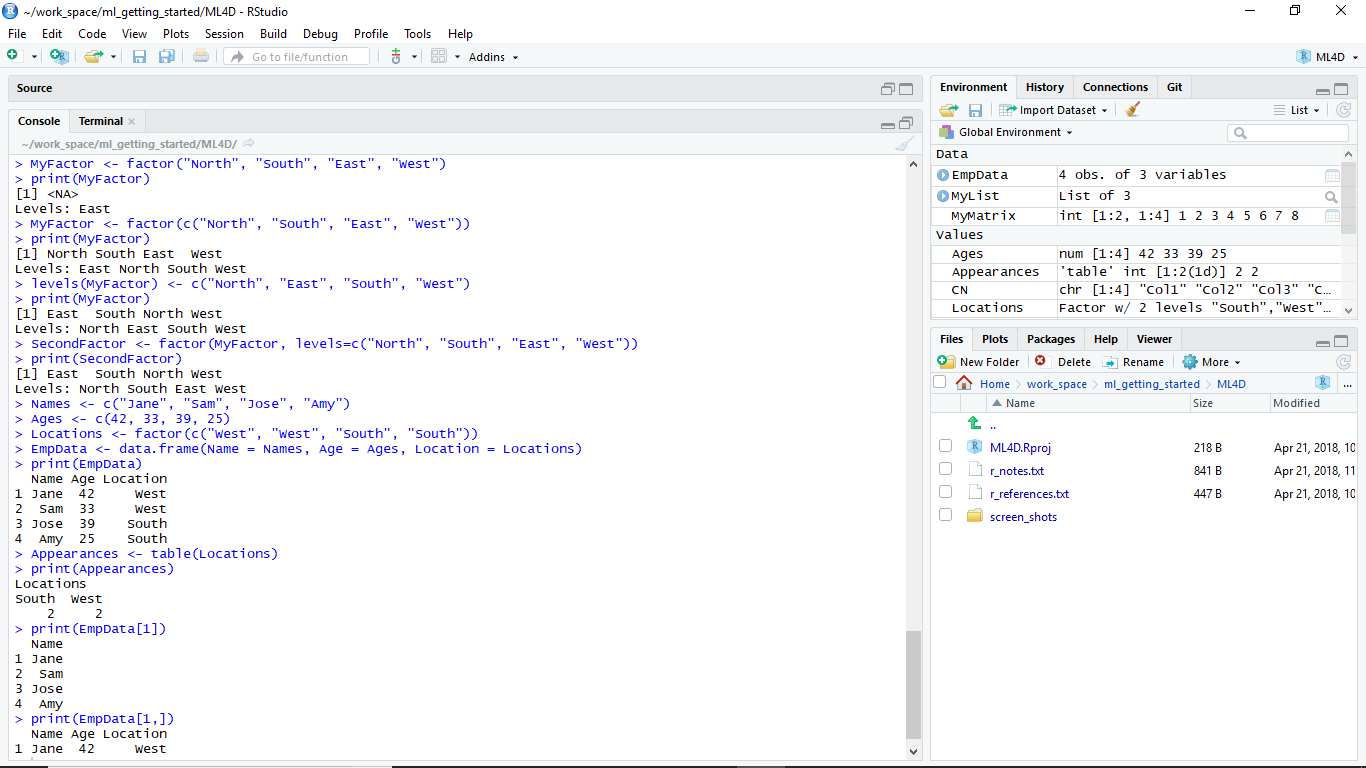 ~/work_space/ml_getting_started/ML4D - RStudio
File Edit Code View Plots Session Build Debug Profile Tools Help
Go to file/function Addins ML4D
Source
Console Terminal
~/work_space/ml_getting_started/ML4D/
> MyFactor <- factor("North", "South", "East", "West")
> print(MyFactor)
[1] <NA>
Levels: East
> MyFactor <- factor(c("North", "South", "East", "West"))
> print(MyFactor)
[1] North South East  West
Levels: East North South West
> levels(MyFactor) <- c("North", "East", "South", "West")
> print(MyFactor)
[1] East  South North West
Levels: North East South West
> SecondFactor <- factor(MyFactor, levels=c("North", "South", "East", "West"))
> print(SecondFactor)
[1] East  South North West
Levels: North South East West
> Names <- c("Jane", "Sam", "Jose", "Amy")
> Ages <- c(42, 33, 39, 25)
> Locations <- factor(c("West", "West", "South", "South"))
> EmpData <- data.frame(Name = Names, Age = Ages, Location = Locations)
> print(EmpData)
  Name Age Location
1 Jane  42     West
2  Sam  33     West
3 Jose  39    South
4  Amy  25    South
> Appearances <- table(Locations)
> print(Appearances)
Locations
South  West
    2     2
> print(EmpData[1])
  Name
1 Jane
2  Sam
3 Jose
4  Amy
> print(EmpData[1,])
  Name Age Location
1 Jane  42     West
Environment History Connections Git
Import Dataset List
Global Environment
Data
EmpData 4 obs. of 3 variables
MyList List of 3
MyMatrix int [1:2, 1:4] 1 2 3 4 5 6 7 8
Values
Ages num [1:4] 42 33 39 25
Appearances 'table' int [1:2(1d)] 2 2
CN chr [1:4] "Col1" "Col2" "Col3" "C…
Locations Factor w/ 2 levels "South","West"…
Files Plots Packages Help Viewer
New Folder Delete Rename More
Home work_space ml_getting_started ML4D ...
Name Size Modified
..
ML4D.Rproj 218 B Apr 21, 2018, 10
r_notes.txt 841 B Apr 21, 2018, 11
r_references.txt 447 B Apr 21, 2018, 10
screen_shots